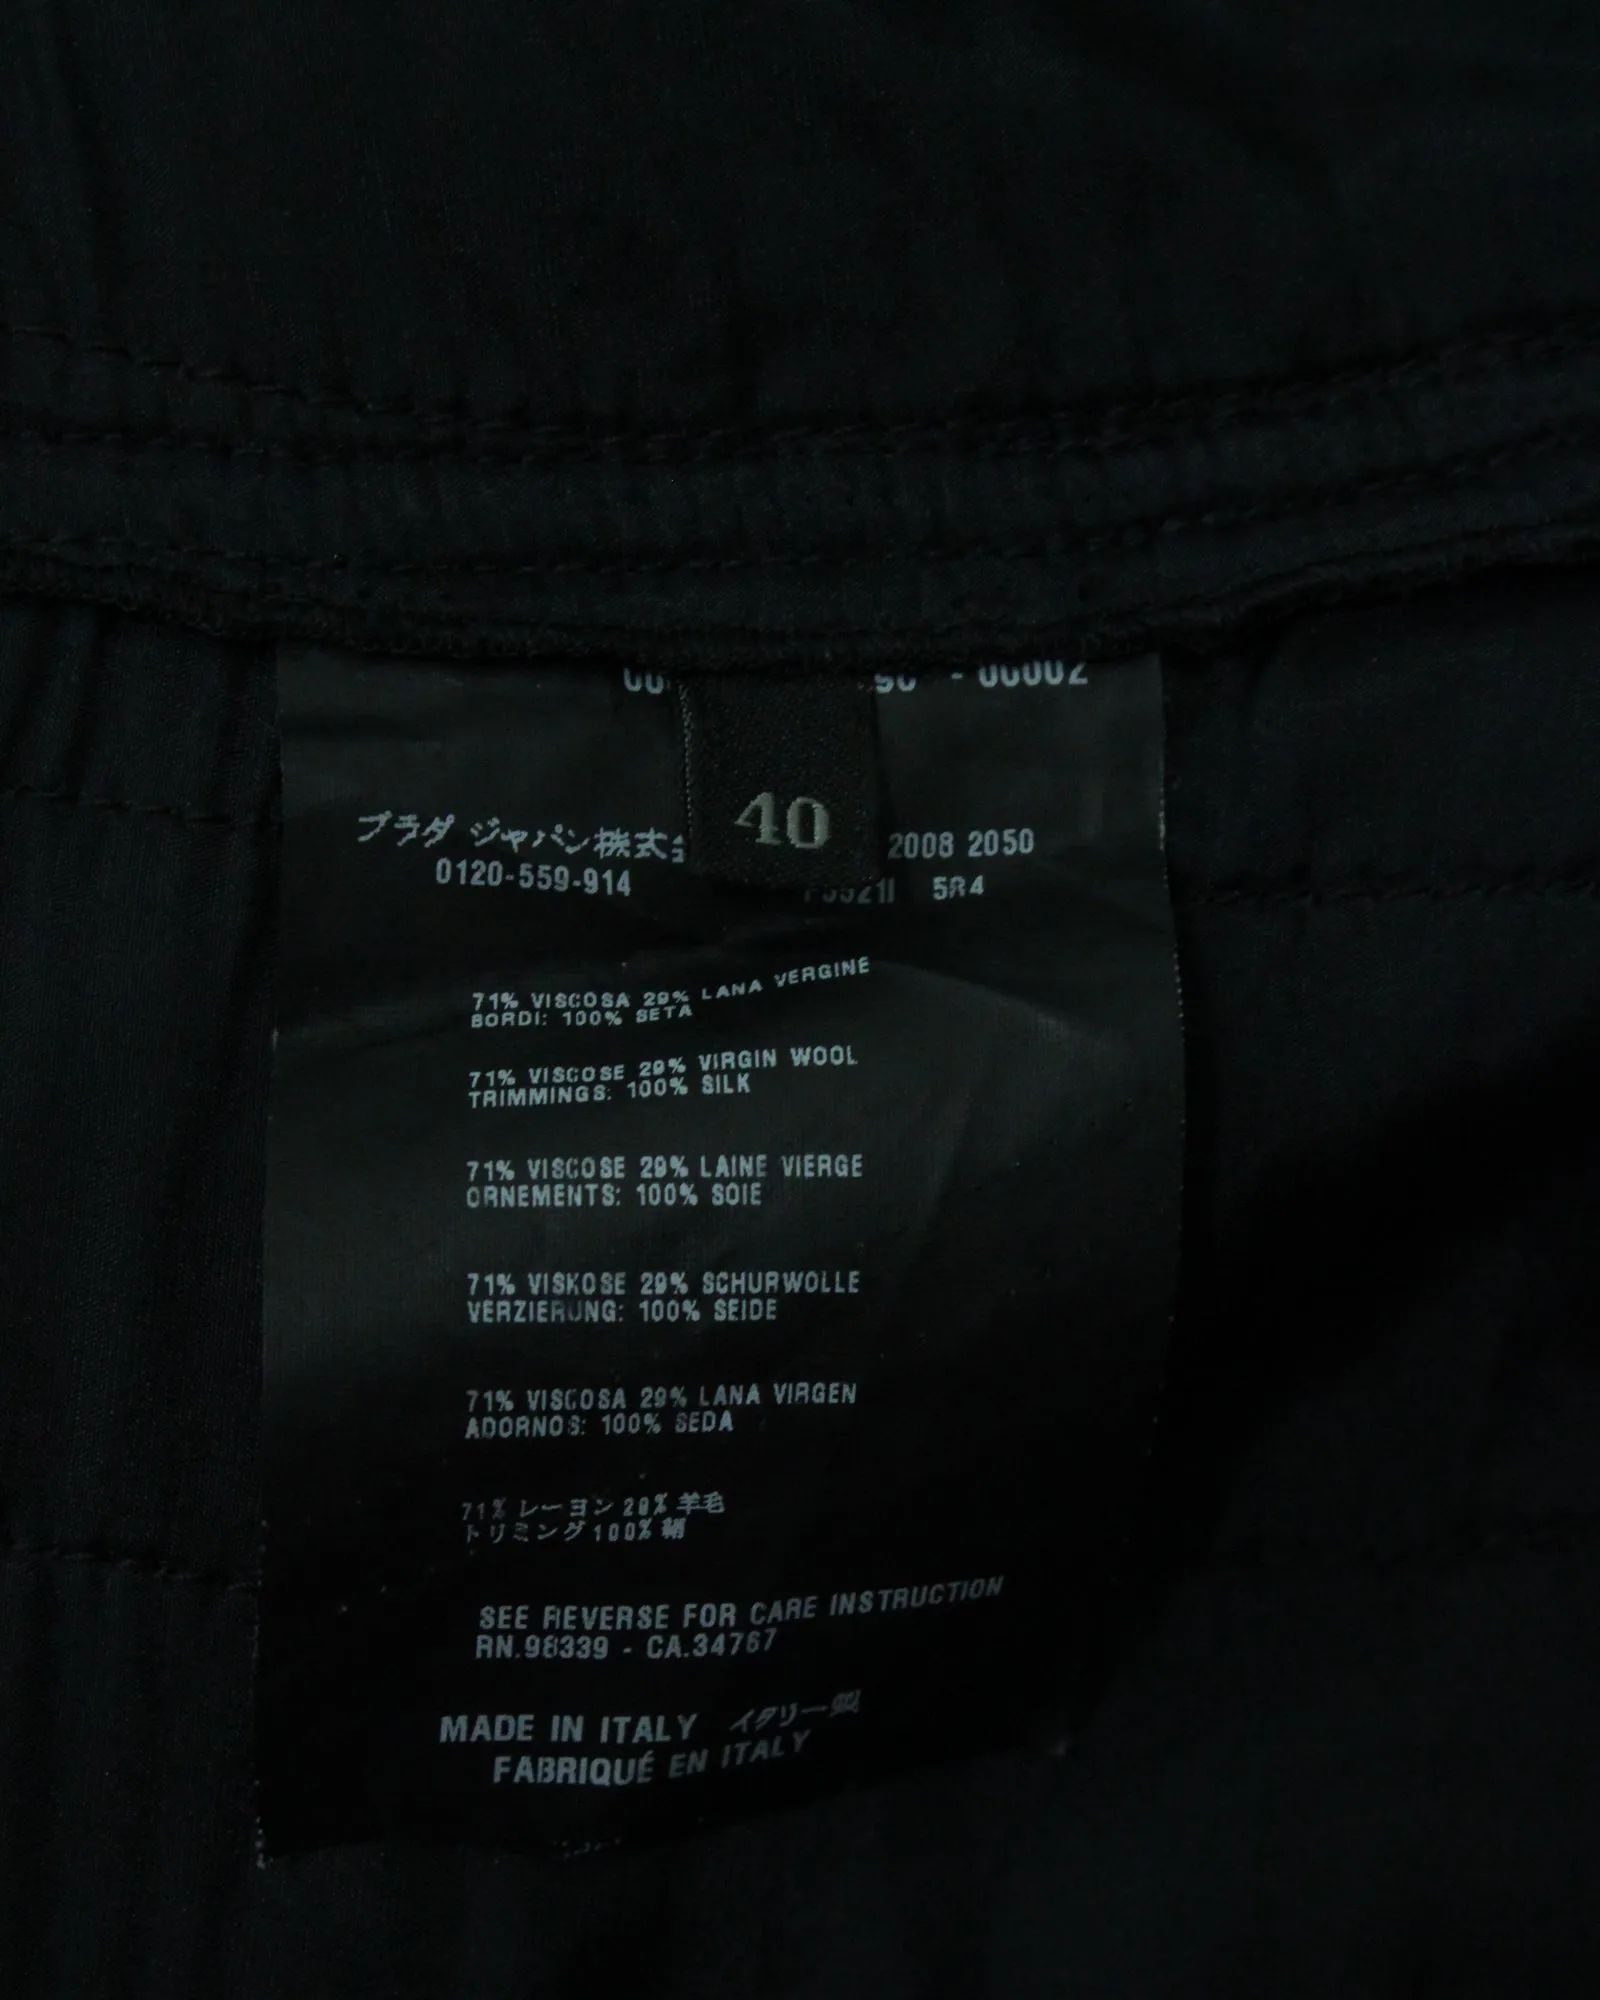 - 00002
40
プラダ ジャパン株式
2008 2050
0120-559-914
5R4
71% VISCOSA 29% LANA VERGINE
BORDI: 100% SETA
71% VISCOSE 29% VIRGIN WOOL
TRIMMINGS: 100% SILK
71% VISCOSE 29% LAINE VIERGE
ORNEMENTS: 100% SOIE
71% VISKOSE 29% SCHURWOLLE
VERZIERUNG: 100% SEIDE
71% VISCOSA 29% LANA VIRGEN
ADORNOS: 100% SEDA
71% レーヨン 29% 羊毛
トリミング 100% 絹
SEE REVERSE FOR CARE INSTRUCTION
RN.98339 - CA.34767
MADE IN ITALY イタリー製
FABRIQUÉ EN ITALY